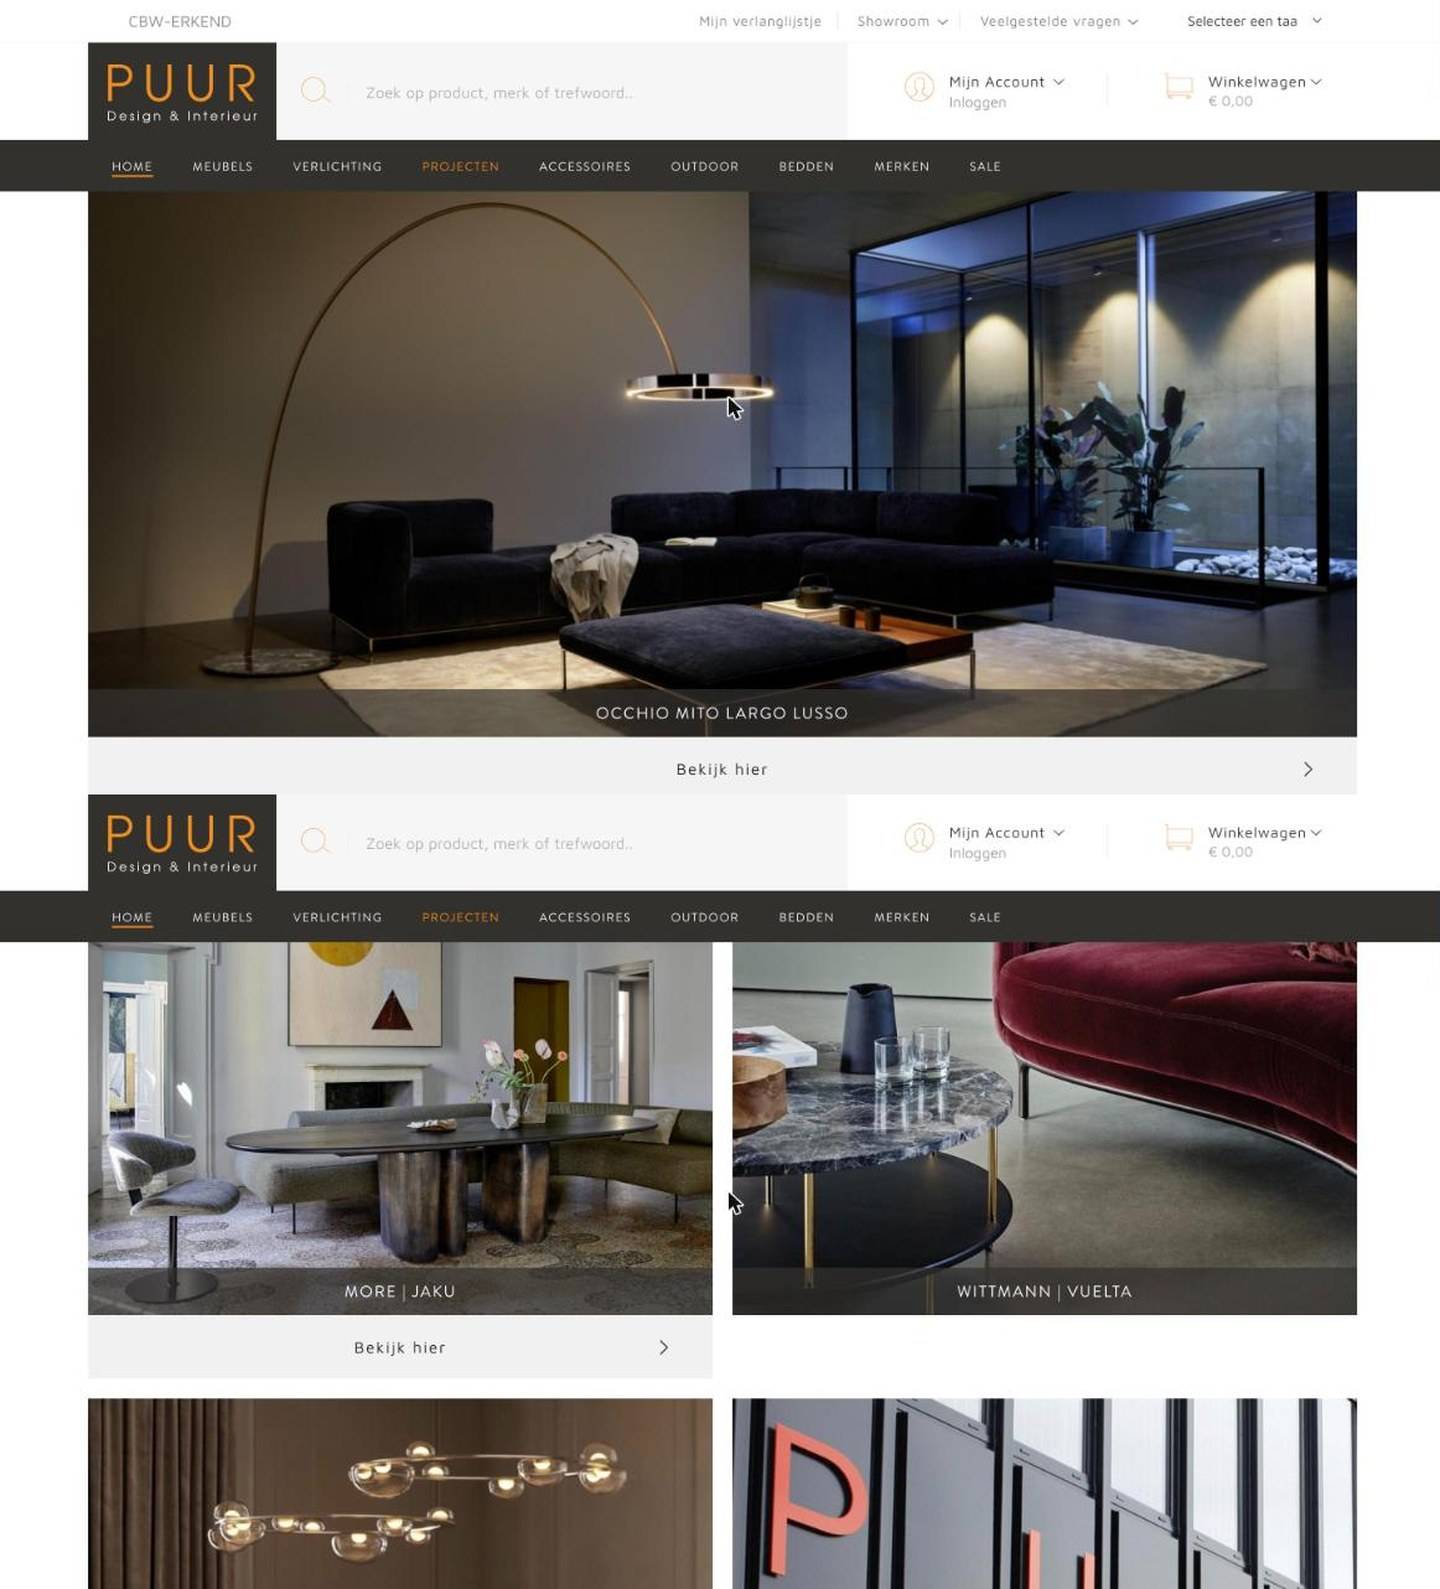 CBW-ERKEND
Mijn verlanglijstje
Showroom
Veelgestelde vragen
Selecteer een taa
PUUR
Design & Interieur
Zoek op product, merk of trefwoord..
Mijn Account
Inloggen
Winkelwagen
€ 0,00
HOME MEUBELS VERLICHTING PROJECTEN ACCESSOIRES OUTDOOR BEDDEN MERKEN SALE
OCCHIO MITO LARGO LUSSO
Bekijk hier
PUUR
Design & Interieur
Zoek op product, merk of trefwoord..
Mijn Account
Inloggen
Winkelwagen
€ 0,00
HOME MEUBELS VERLICHTING PROJECTEN ACCESSOIRES OUTDOOR BEDDEN MERKEN SALE
MORE | JAKU
WITTMANN | VUELTA
Bekijk hier
P U